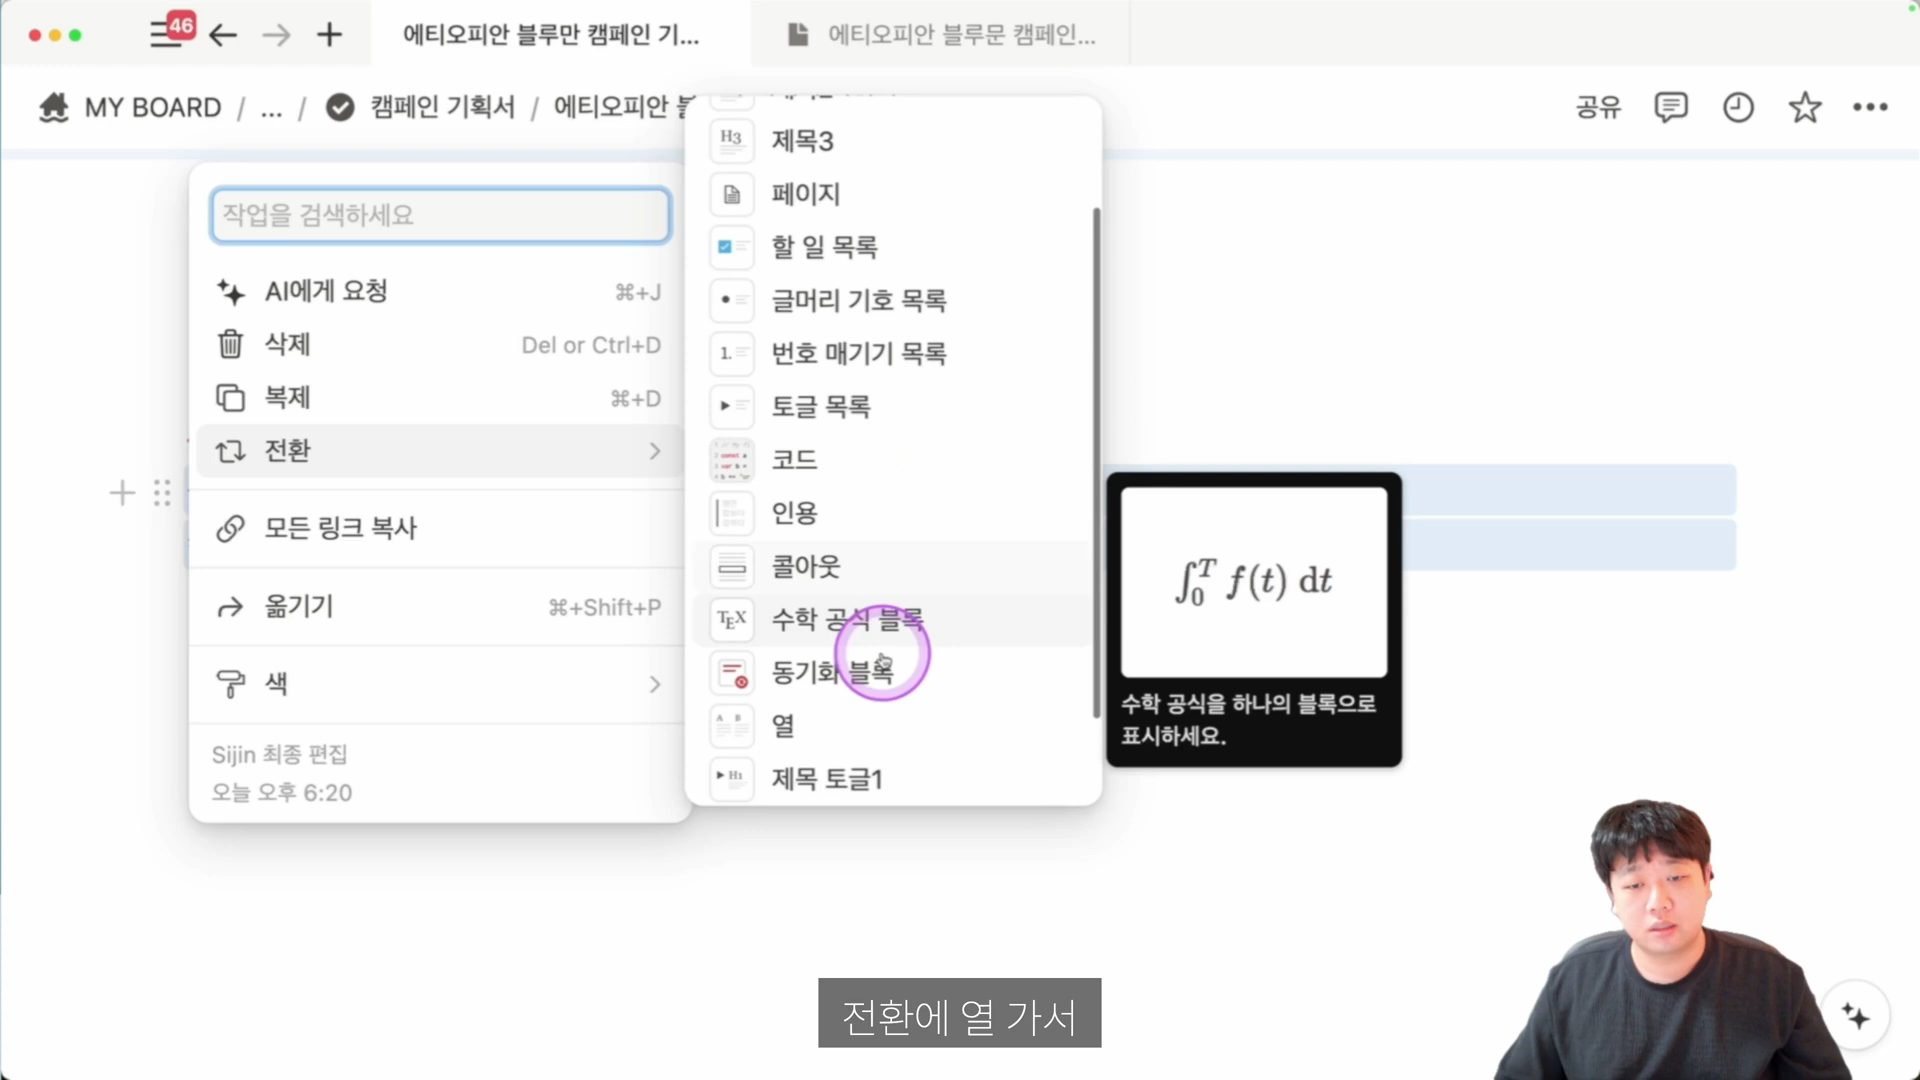 46
에티오피안 블루만 캠페인 기...
에티오피안 블루문 캠페인...
MY BOARD / ... / 캠페인 기획서 / 에티오피안 블
공유
작업을 검색하세요
AI에게 요청 ⌘+J
삭제 Del or Ctrl+D
복제 ⌘+D
전환
모든 링크 복사
옮기기 ⌘+Shift+P
색
Sijin 최종 편집
오늘 오후 6:20
H3 제목3
페이지
할 일 목록
글머리 기호 목록
1. 번호 매기기 목록
토글 목록
코드
인용
콜아웃
TEX 수학 공식 블록
동기화 블록
A B 열
H1 제목 토글1
∫₀ᵀ f(t) dt
수학 공식을 하나의 블록으로
표시하세요.
전환에 열 가서